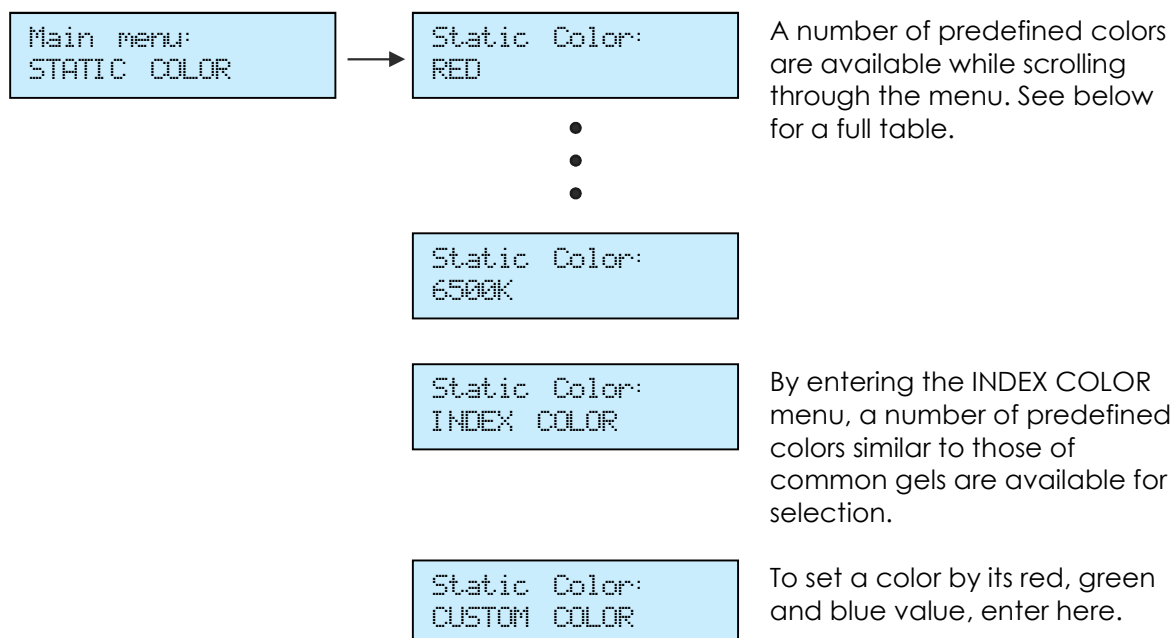 Main menu:
STATIC COLOR
Static Color:
RED
A number of predefined colors
are available while scrolling
through the menu. See below
for a full table.
Static Color:
6500K
Static Color:
INDEX COLOR
By entering the INDEX COLOR
menu, a number of predefined
colors similar to those of
common gels are available for
selection.
Static Color:
CUSTOM COLOR
To set a color by its red, green
and blue value, enter here.